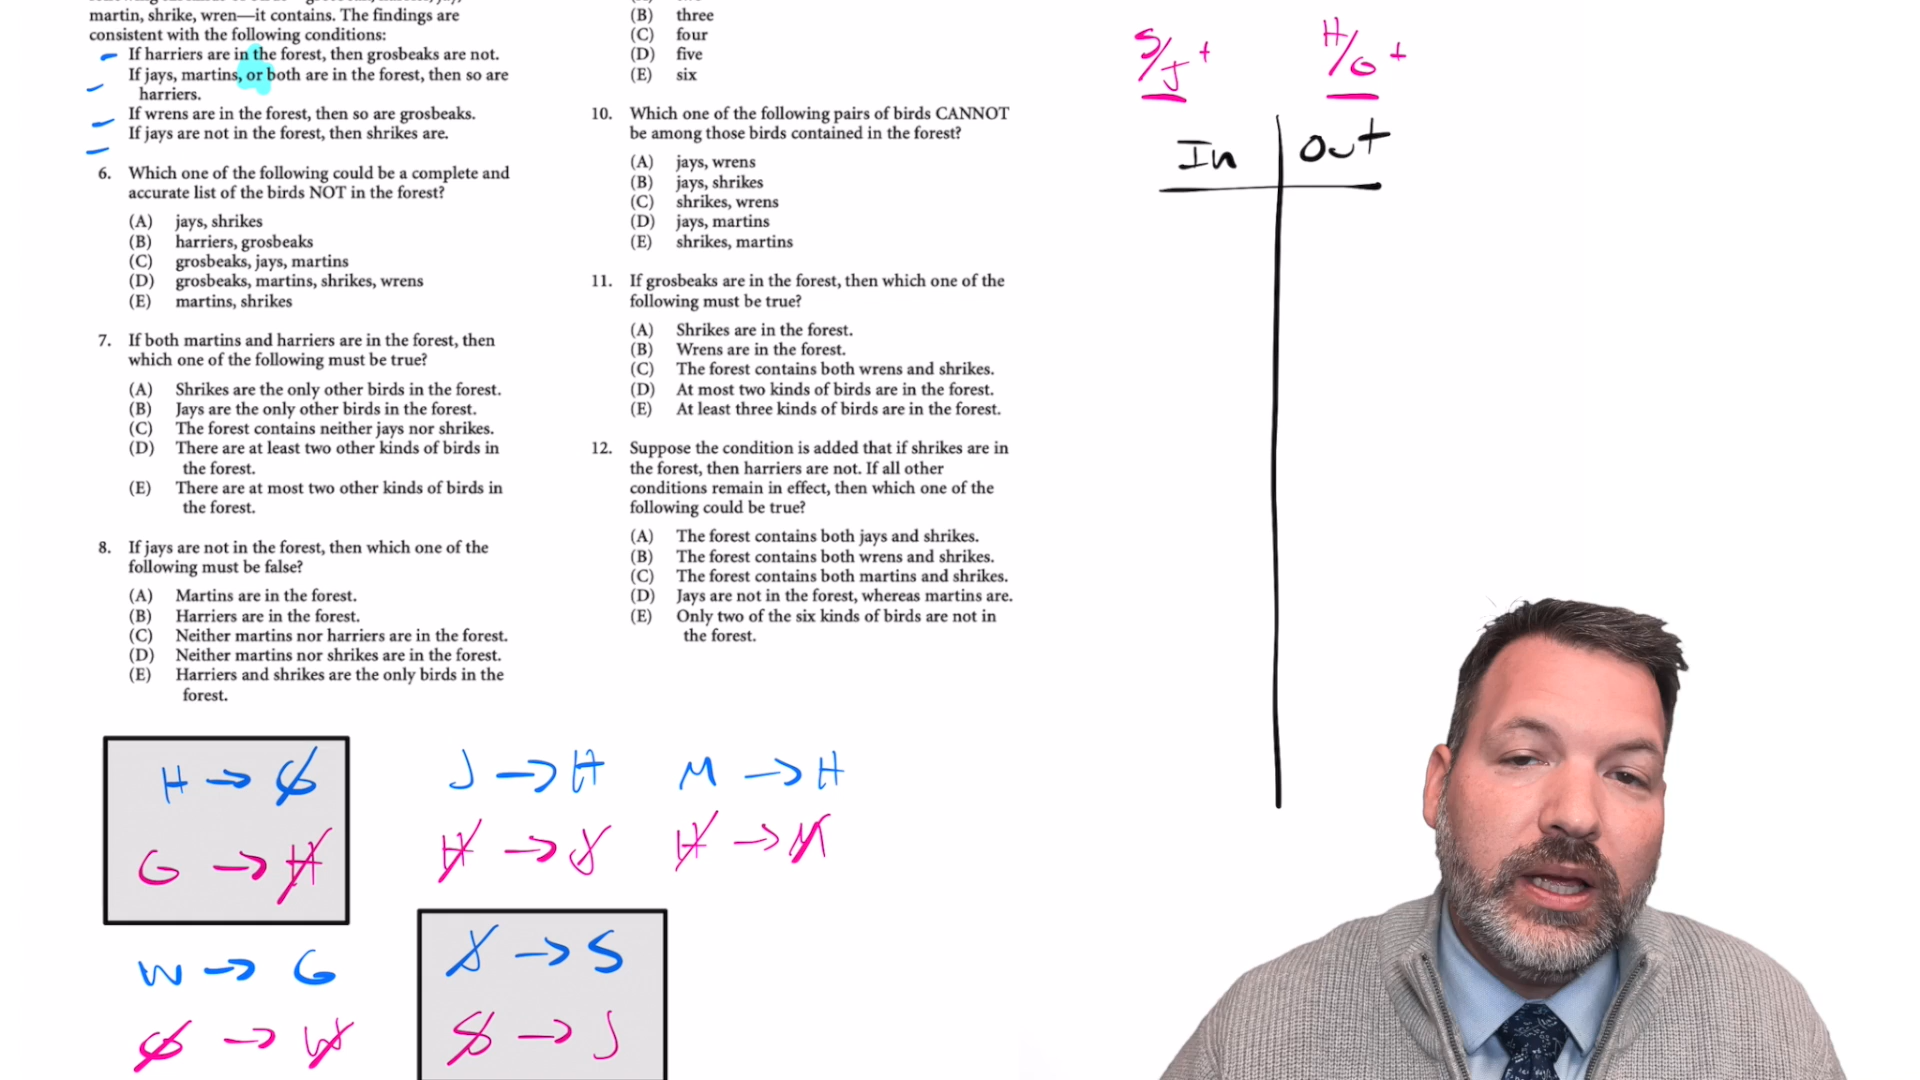 martin, shrike, wren—it contains. The findings are
consistent with the following conditions:
If harriers are in the forest, then grosbeaks are not.
If jays, martins, or both are in the forest, then so are
harriers.
If wrens are in the forest, then so are grosbeaks.
If jays are not in the forest, then shrikes are.
6. Which one of the following could be a complete and
accurate list of the birds NOT in the forest?
(A) jays, shrikes
(B) harriers, grosbeaks
(C) grosbeaks, jays, martins
(D) grosbeaks, martins, shrikes, wrens
(E) martins, shrikes
7. If both martins and harriers are in the forest, then
which one of the following must be true?
(A) Shrikes are the only other birds in the forest.
(B) Jays are the only other birds in the forest.
(C) The forest contains neither jays nor shrikes.
(D) There are at least two other kinds of birds in
the forest.
(E) There are at most two other kinds of birds in
the forest.
8. If jays are not in the forest, then which one of the
following must be false?
(A) Martins are in the forest.
(B) Harriers are in the forest.
(C) Neither martins nor harriers are in the forest.
(D) Neither martins nor shrikes are in the forest.
(E) Harriers and shrikes are the only birds in the
forest.
(B) three
(C) four
(D) five
(E) six
10. Which one of the following pairs of birds CANNOT
be among those birds contained in the forest?
(A) jays, wrens
(B) jays, shrikes
(C) shrikes, wrens
(D) jays, martins
(E) shrikes, martins
11. If grosbeaks are in the forest, then which one of the
following must be true?
(A) Shrikes are in the forest.
(B) Wrens are in the forest.
(C) The forest contains both wrens and shrikes.
(D) At most two kinds of birds are in the forest.
(E) At least three kinds of birds are in the forest.
12. Suppose the condition is added that if shrikes are in
the forest, then harriers are not. If all other
conditions remain in effect, then which one of the
following could be true?
(A) The forest contains both jays and shrikes.
(B) The forest contains both wrens and shrikes.
(C) The forest contains both martins and shrikes.
(D) Jays are not in the forest, whereas martins are.
(E) Only two of the six kinds of birds are not in
the forest.
S/J + H/G +
In Out
H → G̸
G → H̸
J → H
H̸ → J̸
M → H
H̸ → M̸
W → G
G̸ → W̸
J̸ → S
S̸ → J